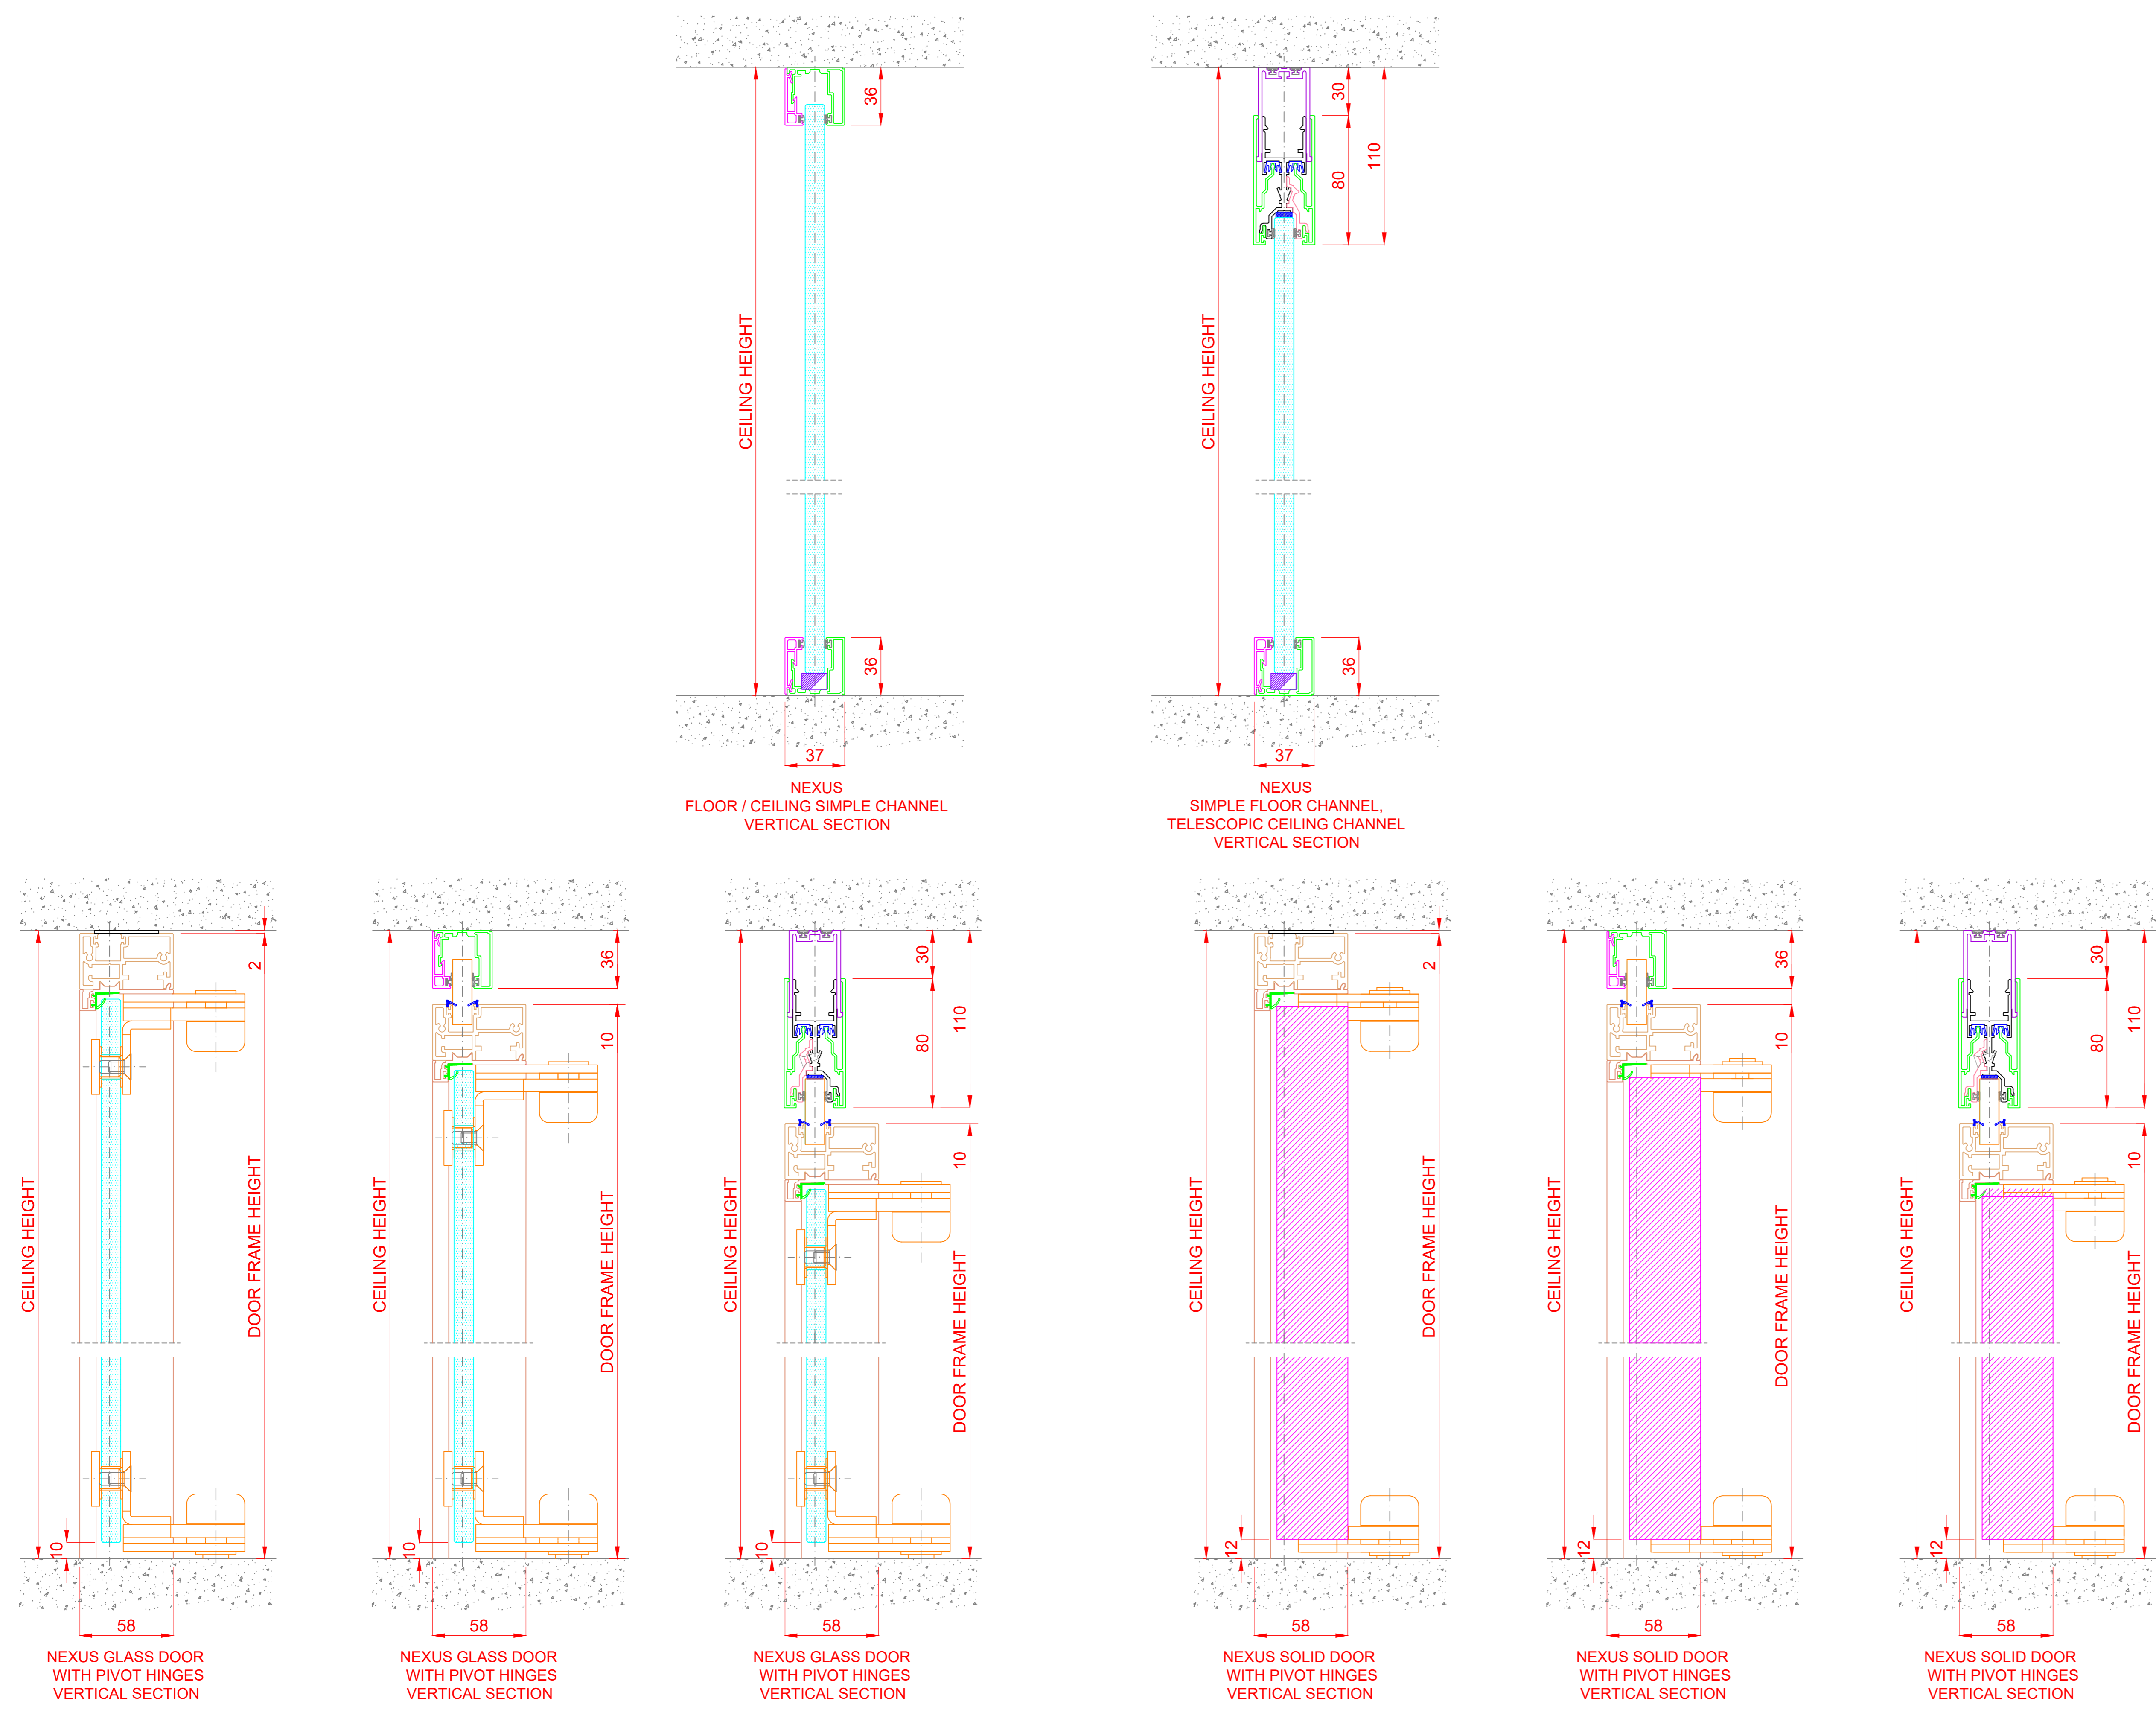 36
CEILING HEIGHT
36
37
NEXUS
FLOOR / CEILING SIMPLE CHANNEL
VERTICAL SECTION
30
110
80
CEILING HEIGHT
36
37
NEXUS
SIMPLE FLOOR CHANNEL,
TELESCOPIC CEILING CHANNEL
VERTICAL SECTION
2
CEILING HEIGHT
DOOR FRAME HEIGHT
10
58
NEXUS GLASS DOOR
WITH PIVOT HINGES
VERTICAL SECTION
36
10
CEILING HEIGHT
DOOR FRAME HEIGHT
10
58
NEXUS GLASS DOOR
WITH PIVOT HINGES
VERTICAL SECTION
30
110
80
10
CEILING HEIGHT
DOOR FRAME HEIGHT
10
58
NEXUS GLASS DOOR
WITH PIVOT HINGES
VERTICAL SECTION
2
CEILING HEIGHT
DOOR FRAME HEIGHT
12
58
NEXUS SOLID DOOR
WITH PIVOT HINGES
VERTICAL SECTION
36
10
CEILING HEIGHT
DOOR FRAME HEIGHT
12
58
NEXUS SOLID DOOR
WITH PIVOT HINGES
VERTICAL SECTION
30
110
80
10
CEILING HEIGHT
DOOR FRAME HEIGHT
12
58
NEXUS SOLID DOOR
WITH PIVOT HINGES
VERTICAL SECTION